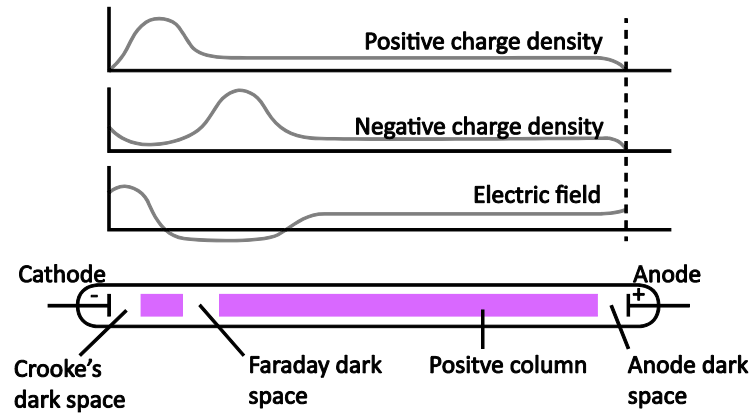 Positive charge density
Negative charge density
Electric field
Cathode
Anode
-
+
Crooke's
dark space
Faraday dark
space
Positve column
Anode dark
space